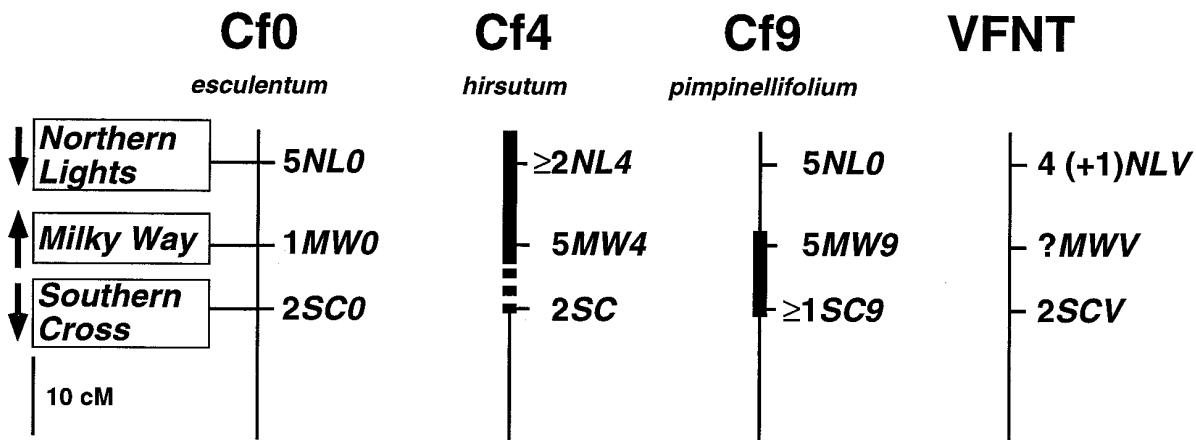 Cf0 Cf4 Cf9 VFNT
esculentum hirsutum pimpinellifolium
Northern
Lights
5NL0 ≥2NL4 5NL0 4 (+1)NLV
Milky Way 1MW0 5MW4 5MW9 ?MWV
Southern
Cross
2SC0 2SC ≥1SC9 2SCV
10 cM